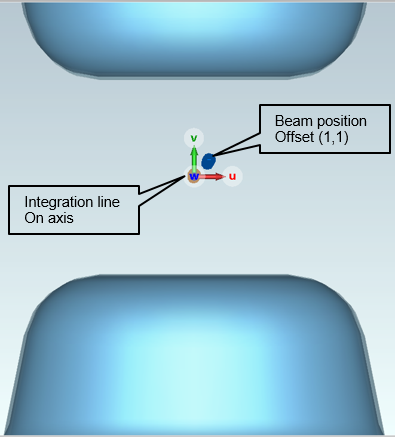 Beam position
Offset (1,1)
v
w
u
Integration line
On axis